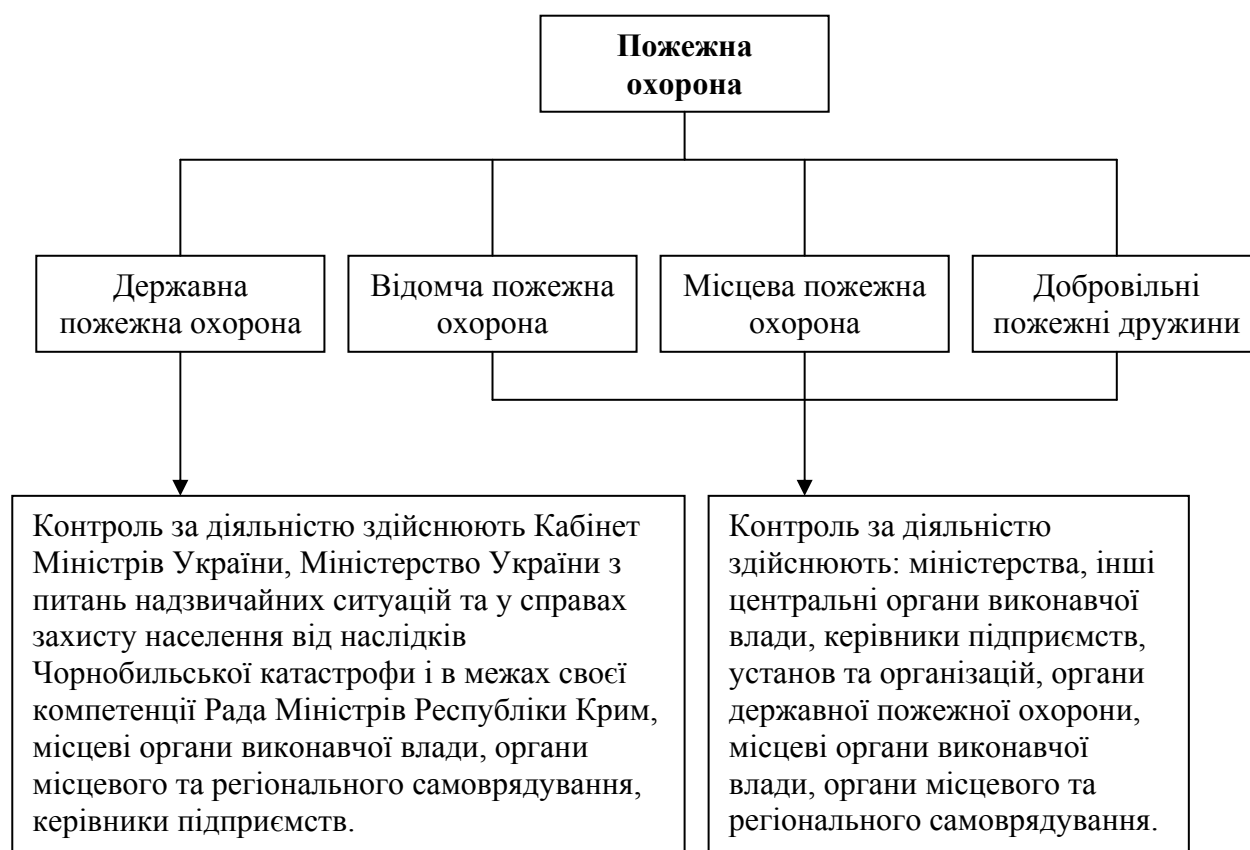 Пожежна
охорона
Державна
пожежна охорона
Відомча пожежна
охорона
Місцева пожежна
охорона
Добровільні
пожежні дружини
Контроль за діяльністю здійснюють Кабінет
Міністрів України, Міністерство України з
питань надзвичайних ситуацій та у справах
захисту населення від наслідків
Чорнобильської катастрофи і в межах своєї
компетенції Рада Міністрів Республіки Крим,
місцеві органи виконавчої влади, органи
місцевого та регіонального самоврядування,
керівники підприємств.
Контроль за діяльністю
здійснюють: міністерства, інші
центральні органи виконавчої
влади, керівники підприємств,
установ та організацій, органи
державної пожежної охорони,
місцеві органи виконавчої
влади, органи місцевого та
регіонального самоврядування.